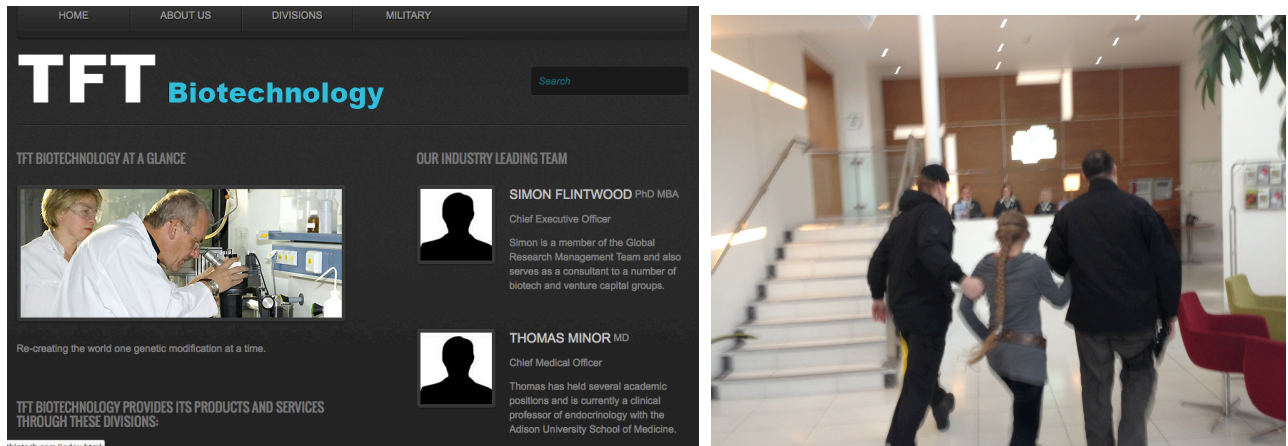 HOME ABOUT US DIVISIONS MILITARY
TFT Biotechnology
Search
TFT BIOTECHNOLOGY AT A GLANCE
Re-creating the world one genetic modification at a time.
TFT BIOTECHNOLOGY PROVIDES ITS PRODUCTS AND SERVICES
THROUGH THESE DIVISIONS:
OUR INDUSTRY LEADING TEAM
SIMON FLINTWOOD PhD MBA
Chief Executive Officer
Simon is a member of the Global
Research Management Team and also
serves as a consultant to a number of
biotech and venture capital groups.
THOMAS MINOR MD
Chief Medical Officer
Thomas has held several academic
positions and is currently a clinical
professor of endocrinology with the
Adison University School of Medicine.